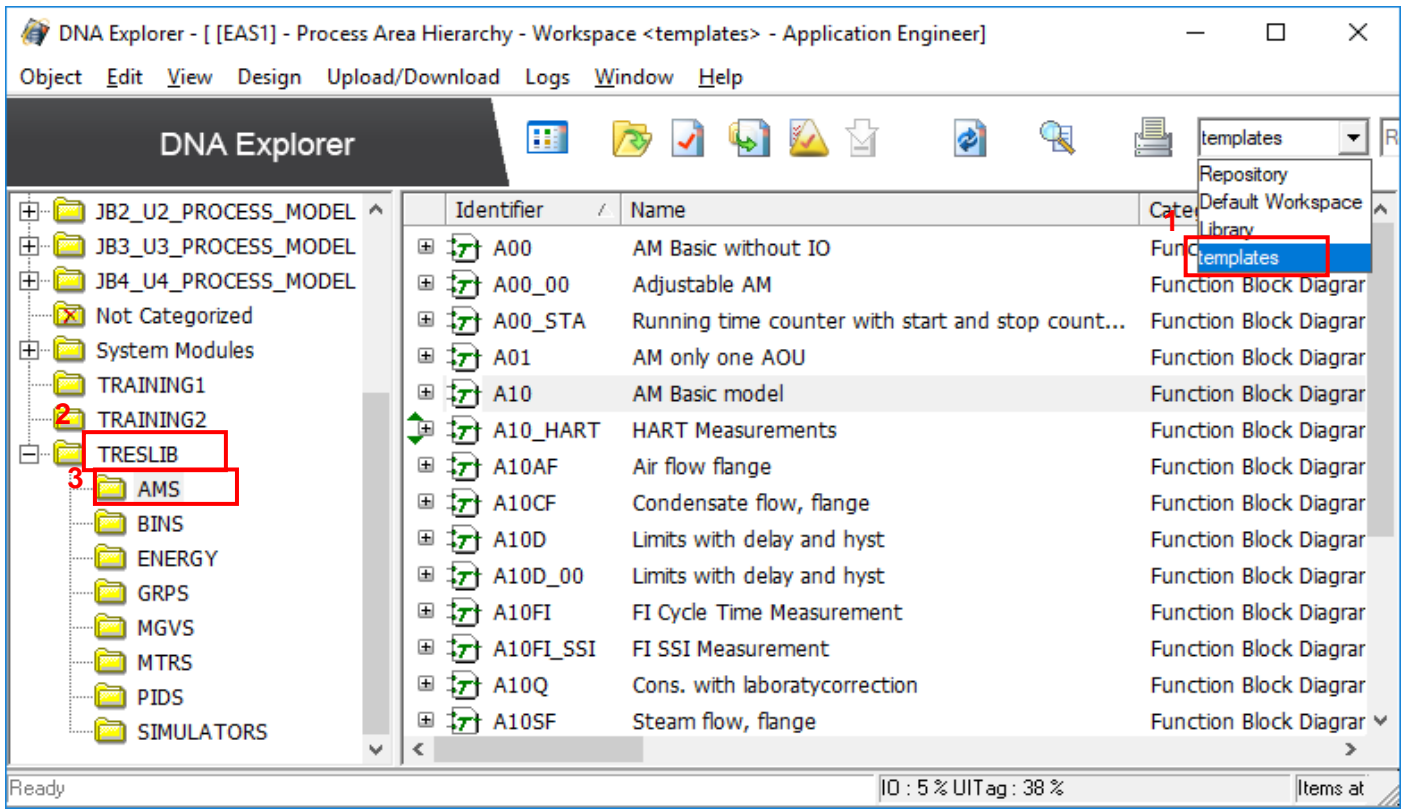 DNA Explorer - [ [EAS1] - Process Area Hierarchy - Workspace <templates> - Application Engineer]
Object Edit View Design Upload/Download Logs Window Help
DNA Explorer
templates
R
Repository
Default Workspace
Library
templates
1
JB2_U2_PROCESS_MODEL
JB3_U3_PROCESS_MODEL
JB4_U4_PROCESS_MODEL
Not Categorized
System Modules
TRAINING1
TRAINING2
2
TRESLIB
3
AMS
BINS
ENERGY
GRPS
MGVS
MTRS
PIDS
SIMULATORS
Identifier Name Cate
A00 AM Basic without IO Func
A00_00 Adjustable AM Function Block Diagrar
A00_STA Running time counter with start and stop count... Function Block Diagrar
A01 AM only one AOU Function Block Diagrar
A10 AM Basic model Function Block Diagrar
A10_HART HART Measurements Function Block Diagrar
A10AF Air flow flange Function Block Diagrar
A10CF Condensate flow, flange Function Block Diagrar
A10D Limits with delay and hyst Function Block Diagrar
A10D_00 Limits with delay and hyst Function Block Diagrar
A10FI FI Cycle Time Measurement Function Block Diagrar
A10FI_SSI FI SSI Measurement Function Block Diagrar
A10Q Cons. with laboratycorrection Function Block Diagrar
A10SF Steam flow, flange Function Block Diagrar
Ready
IO : 5 % UITag : 38 %
Items at